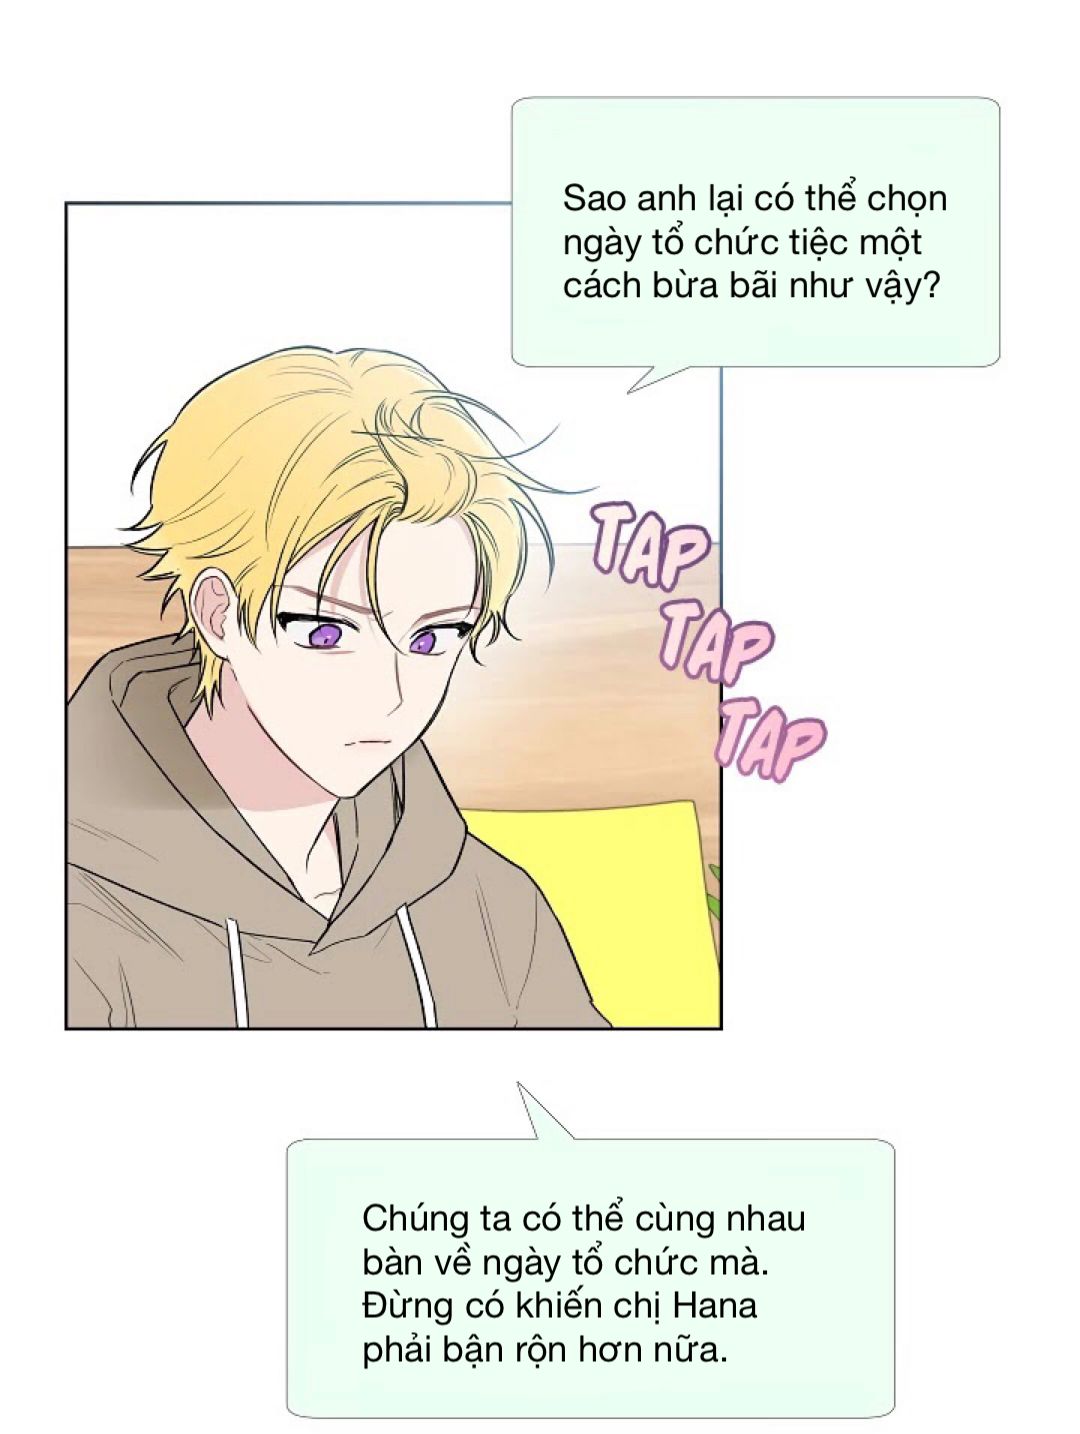 Sao anh lại có thể chọn
ngày tổ chức tiệc một
cách bừa bãi như vậy?
TAP
TAP
TAP
Chúng ta có thể cùng nhau
bàn về ngày tổ chức mà.
Đừng có khiến chị Hana
phải bận rộn hơn nữa.